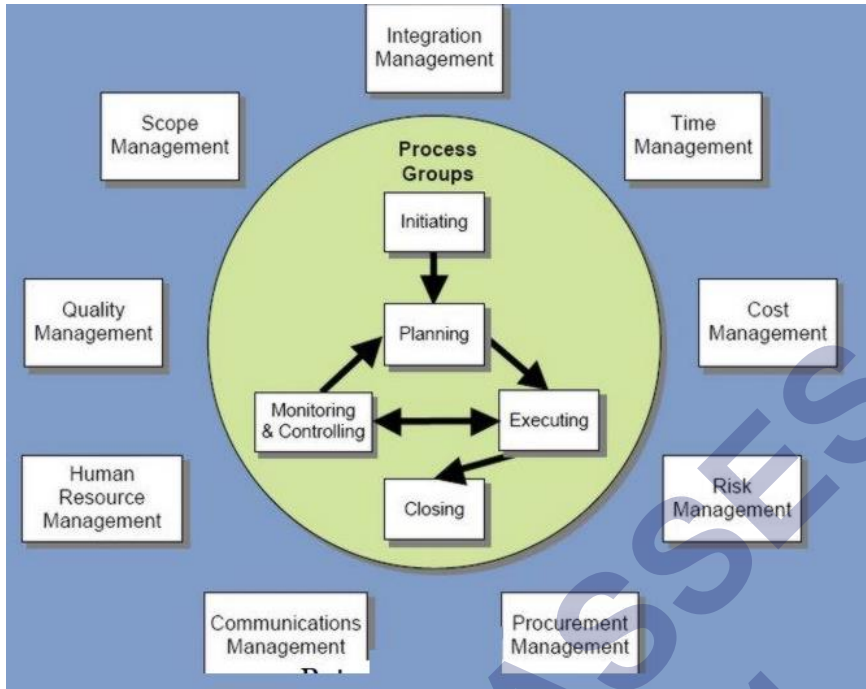 Integration
Management
Scope
Management
Time
Management
Process
Groups
Initiating
Quality
Management
Planning
Cost
Management
Monitoring
& Controlling
Executing
Human
Resource
Management
Closing
Risk
Management
Communications
Management
Procurement
Management